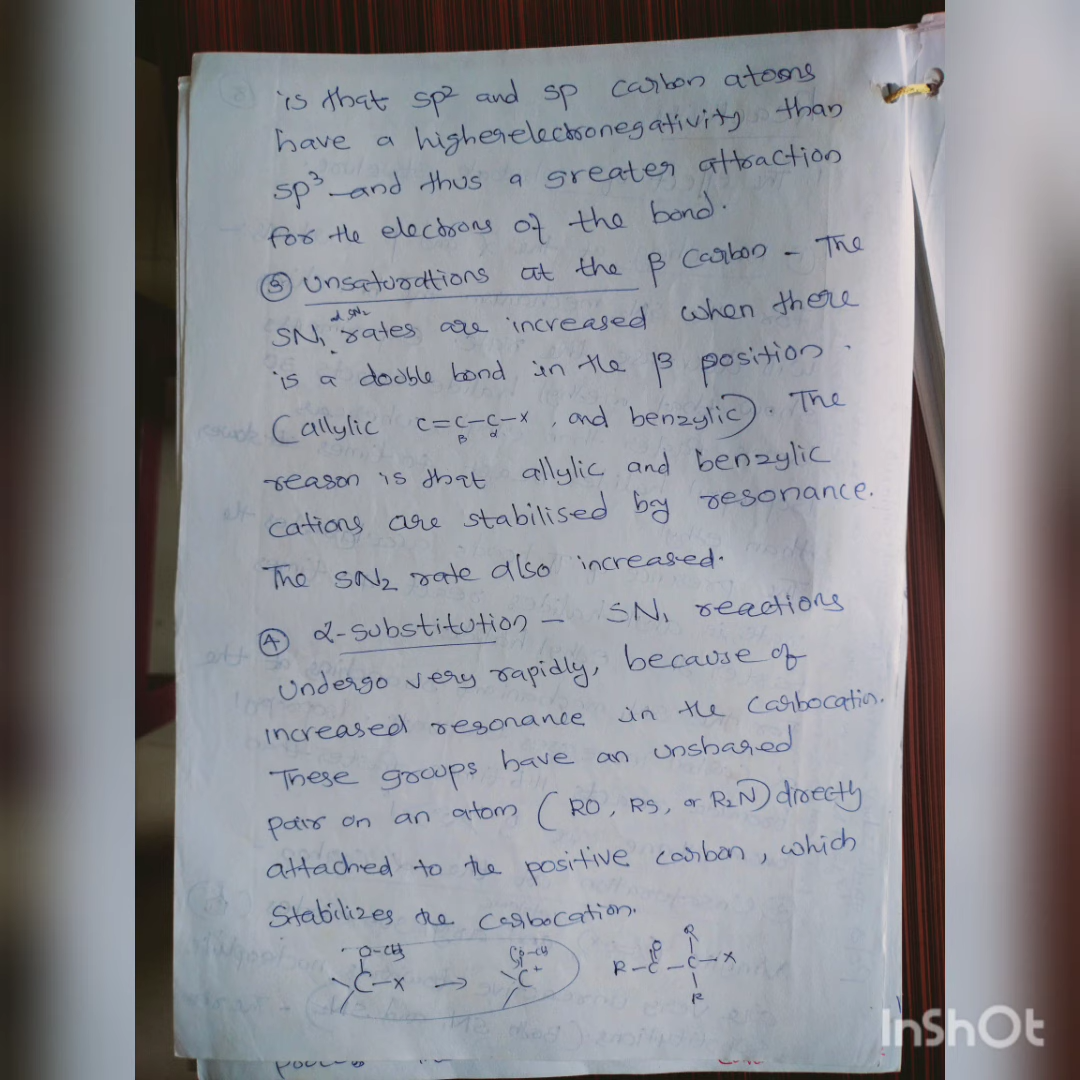 is that sp² and sp carbon atoms
have a higherelectronegativity than
sp³ and thus a greater attraction
for the electrons of the bond.
③ Unsaturations at the β Carbon - The
SN₁ & SN₂ rates are increased when there
is a double bond in the β position.
(allylic C=C-C-X, and benzylic). The
β α
reason is that allylic and benzylic
cations are stabilised by resonance.
The SN₂ rate also increased.
④ α-substitution - SN₁ reactions
undergo very rapidly, because of
increased resonance in the carbocatin.
These groups have an unshared
pair on an atom (RO, RS, or R₂N) directly
attached to the positive carbon, which
stabilizes the carbocation.
O-CH₃
C-X → C⁺
R-C-C-X
O R
R
InShOt